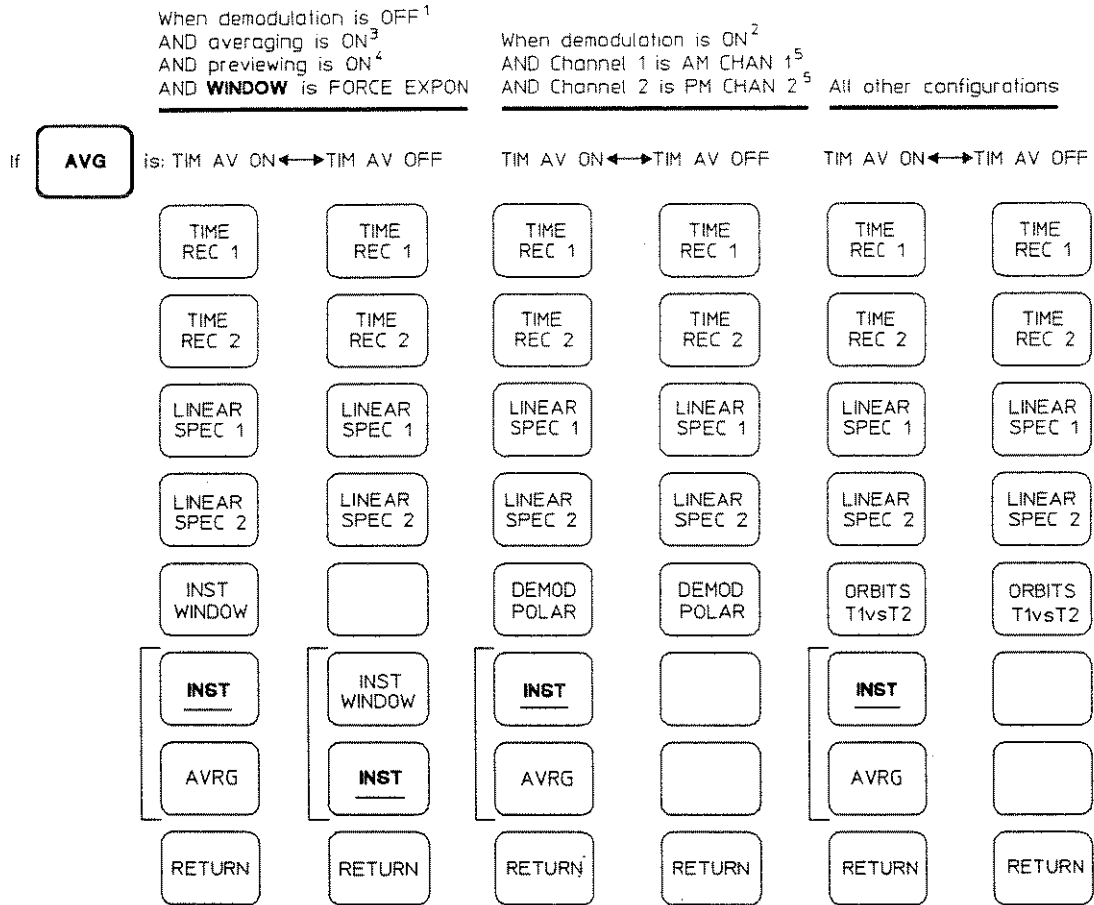 When demodulation is OFF¹
AND averaging is ON³
AND previewing is ON⁴
AND WINDOW is FORCE EXPON
When demodulation is ON²
AND Channel 1 is AM CHAN 1⁵
AND Channel 2 is PM CHAN 2⁵
All other configurations
If AVG is: TIM AV ON ↔ TIM AV OFF TIM AV ON ↔ TIM AV OFF TIM AV ON ↔ TIM AV OFF
TIME TIME TIME TIME TIME TIME
REC 1 REC 1 REC 1 REC 1 REC 1 REC 1
TIME TIME TIME TIME TIME TIME
REC 2 REC 2 REC 2 REC 2 REC 2 REC 2
LINEAR LINEAR LINEAR LINEAR LINEAR LINEAR
SPEC 1 SPEC 1 SPEC 1 SPEC 1 SPEC 1 SPEC 1
LINEAR LINEAR LINEAR LINEAR LINEAR LINEAR
SPEC 2 SPEC 2 SPEC 2 SPEC 2 SPEC 2 SPEC 2
INST DEMOD DEMOD ORBITS ORBITS
WINDOW POLAR POLAR T1vsT2 T1vsT2
INST
INST
WINDOW
INST
INST
AVRG INST AVRG AVRG
RETURN RETURN RETURN RETURN RETURN RETURN